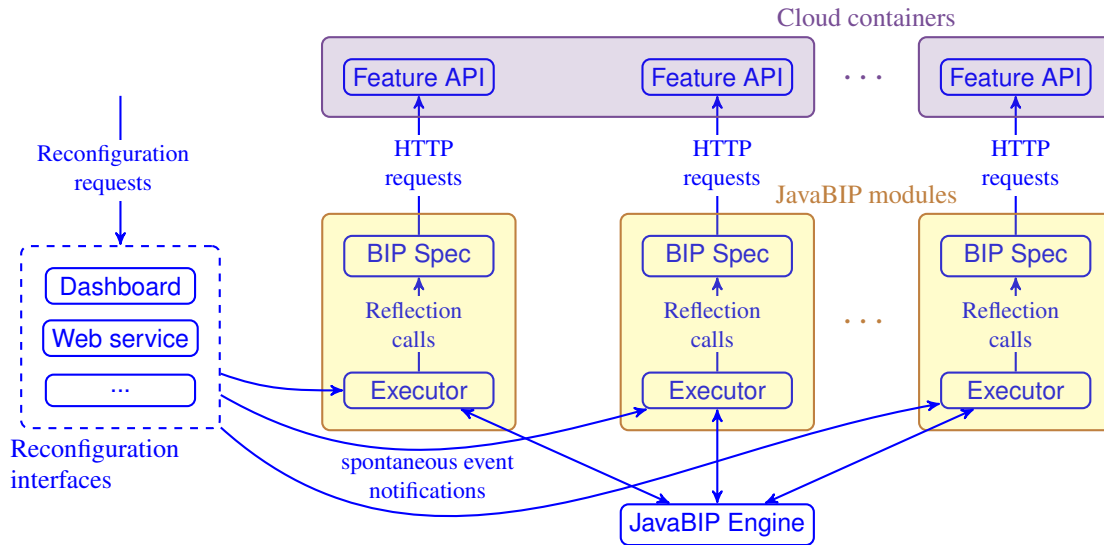 Cloud containers
Feature API
Feature API
. . .
Feature API
Reconfiguration
requests
HTTP
requests
HTTP
requests
HTTP
requests
JavaBIP modules
BIP Spec
BIP Spec
BIP Spec
Dashboard
Web service
...
Reflection
calls
Reflection
calls
. . .
Reflection
calls
Executor
Executor
Executor
Reconfiguration
interfaces
spontaneous event
notifications
JavaBIP Engine